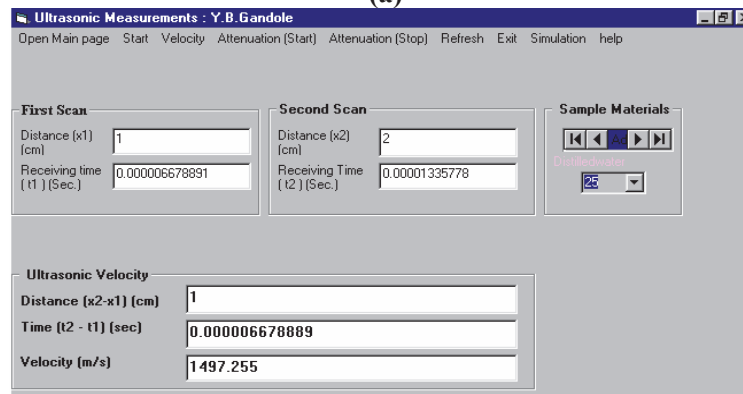 (a)
Ultrasonic Measurements : Y.B.Gandole
Open Main page Start Velocity Attenuation (Start) Attenuation (Stop) Refresh Exit Simulation help
First Scan Second Scan Sample Materials
Distance (x1) (cm) 1
Distance (x2) (cm) 2
Receiving time ( t1 ) (Sec.) 0.000006678891
Receiving Time ( t2 ) (Sec.) 0.00001335778
Distilledwater
25
Ultrasonic Velocity
Distance (x2-x1) (cm) 1
Time (t2 - t1) (sec) 0.000006678889
Velocity (m/s) 1497.255